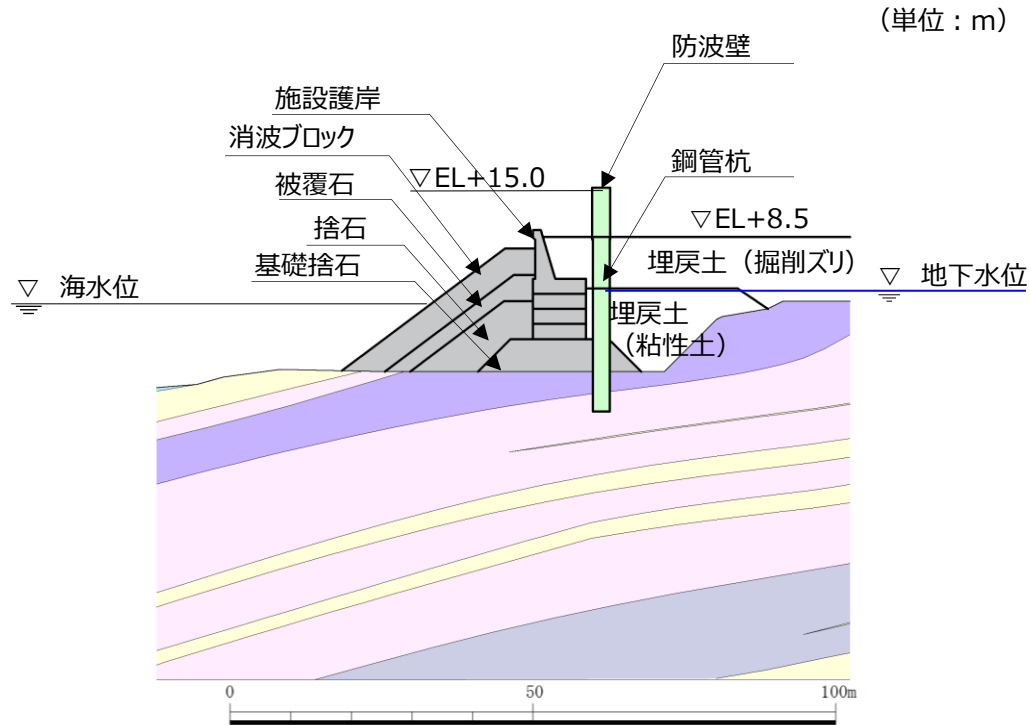 （単位：m）
防波壁
施設護岸
消波ブロック
▽EL+15.0
鋼管杭
被覆石
▽EL+8.5
捨石
基礎捨石
埋戻土（掘削ズリ）
▽ 海水位
▽ 地下水位
埋戻土
（粘性土）
0
50
100m